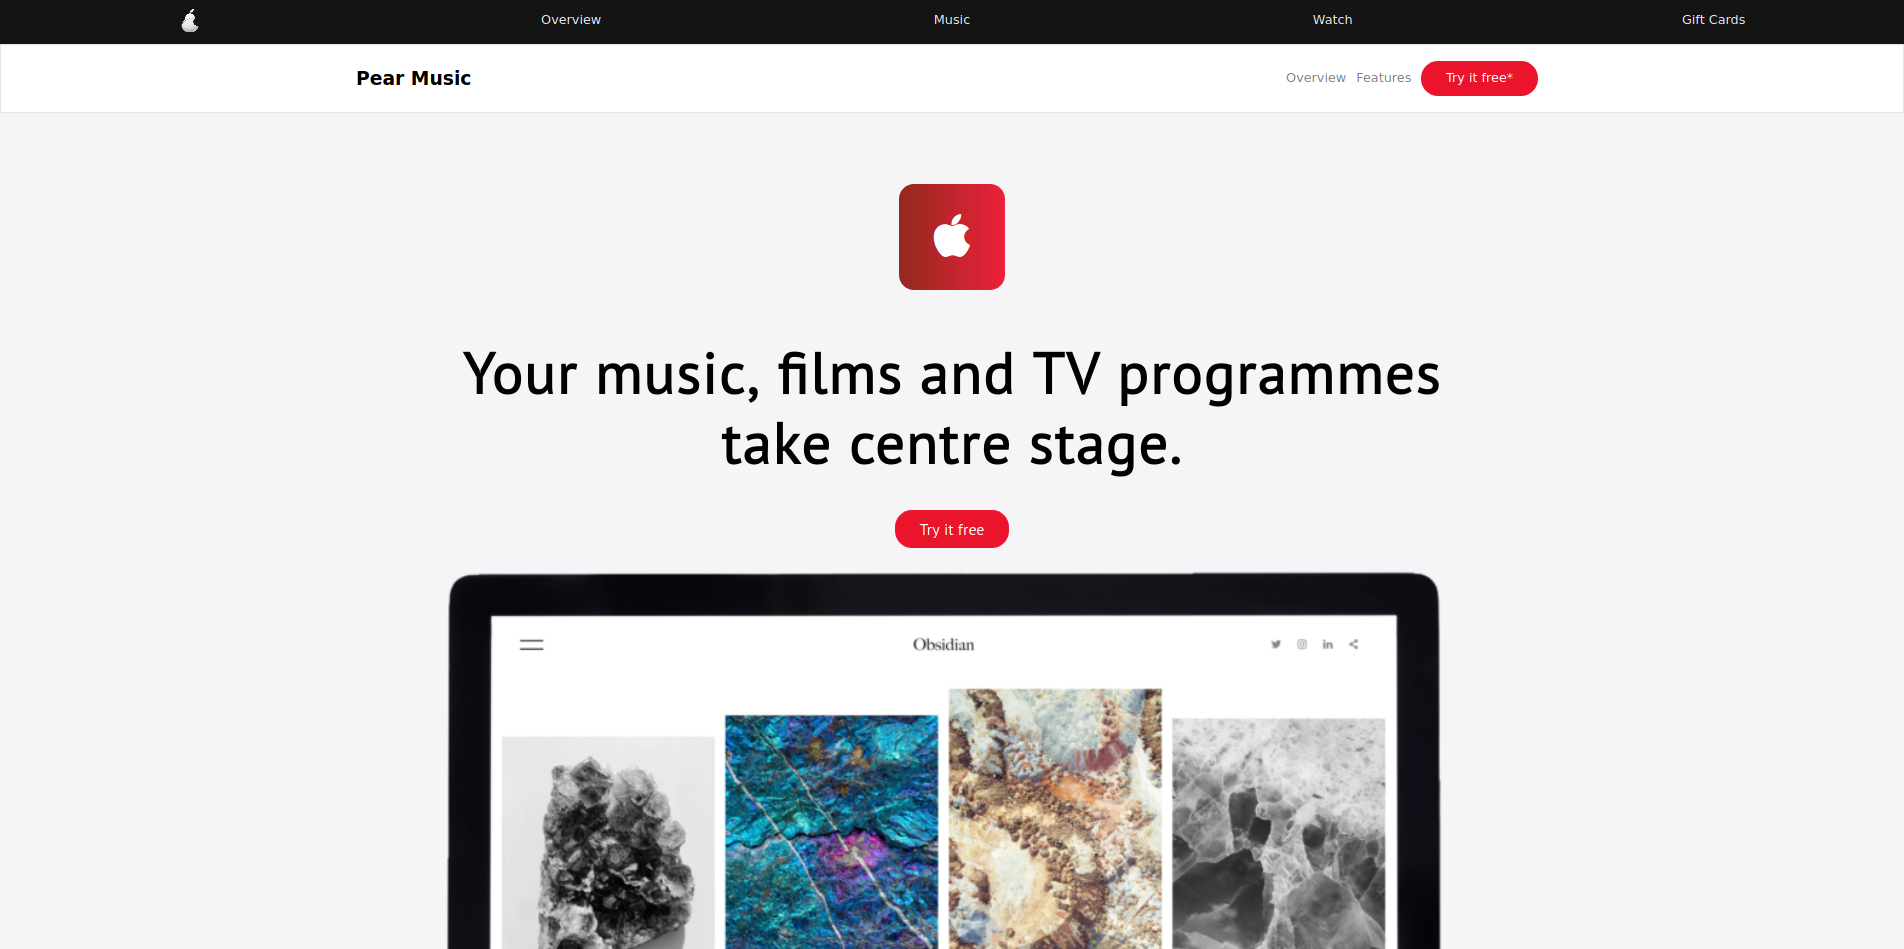 Overview Music Watch Gift Cards
Pear Music Overview Features Try it free*
Your music, films and TV programmes
take centre stage.
Try it free
Obsidian